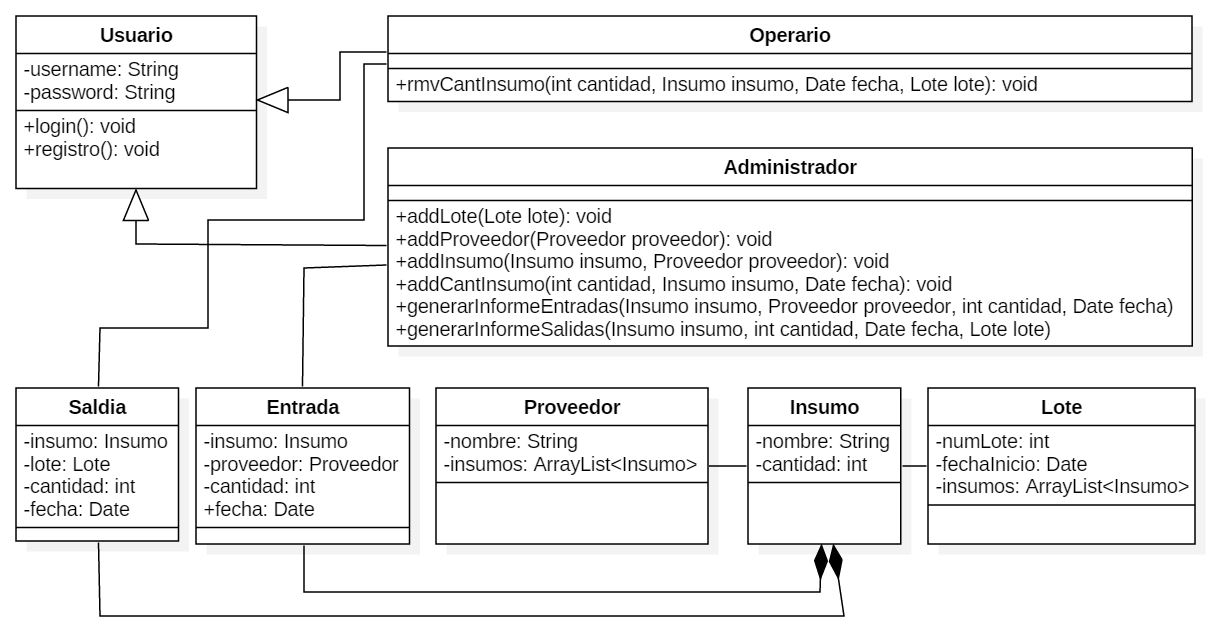 Usuario
-username: String
-password: String
+login(): void
+registro(): void
Operario
+rmvCantInsumo(int cantidad, Insumo insumo, Date fecha, Lote lote): void
Administrador
+addLote(Lote lote): void
+addProveedor(Proveedor proveedor): void
+addInsumo(Insumo insumo, Proveedor proveedor): void
+addCantInsumo(int cantidad, Insumo insumo, Date fecha): void
+generarInformeEntradas(Insumo insumo, Proveedor proveedor, int cantidad, Date fecha)
+generarInformeSalidas(Insumo insumo, int cantidad, Date fecha, Lote lote)
Saldia
-insumo: Insumo
-lote: Lote
-cantidad: int
-fecha: Date
Entrada
-insumo: Insumo
-proveedor: Proveedor
-cantidad: int
+fecha: Date
Proveedor
-nombre: String
-insumos: ArrayList<Insumo>
Insumo
-nombre: String
-cantidad: int
Lote
-numLote: int
-fechaInicio: Date
-insumos: ArrayList<Insumo>